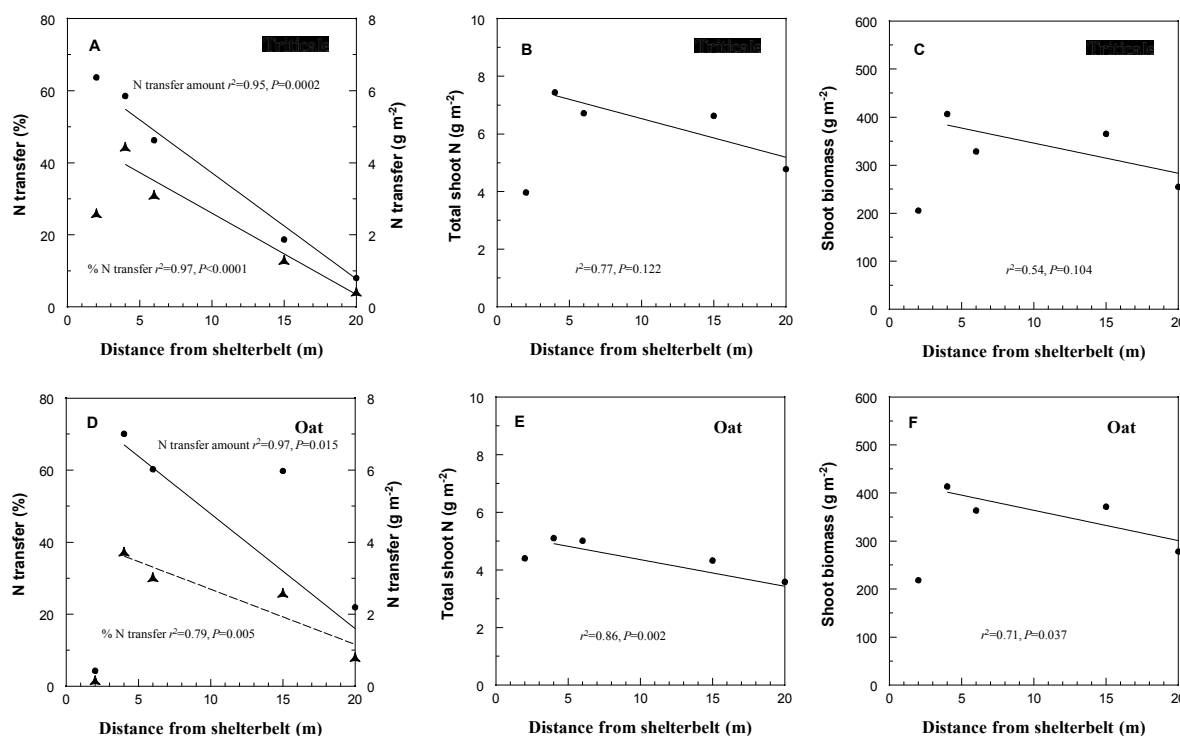 80
60
40
20
0
N transfer (%)
A
Triticale
N transfer amount r²=0.95, P=0.0002
% N transfer r²=0.97, P<0.0001
8
6
4
2
0
N transfer (g m⁻²)
0 5 10 15 20
Distance from shelterbelt (m)
10
8
6
4
2
0
Total shoot N (g m⁻²)
B
Triticale
r²=0.77, P=0.122
0 5 10 15 20
Distance from shelterbelt (m)
600
500
400
300
200
100
0
Shoot biomass (g m⁻²)
C
Triticale
r²=0.54, P=0.104
0 5 10 15 20
Distance from shelterbelt (m)
80
60
40
20
0
N transfer (%)
D
Oat
N transfer amount r²=0.97, P=0.015
% N transfer r²=0.79, P=0.005
8
6
4
2
0
N transfer (g m⁻²)
0 5 10 15 20
Distance from shelterbelt (m)
10
8
6
4
2
0
Total shoot N (g m⁻²)
E
Oat
r²=0.86, P=0.002
0 5 10 15 20
Distance from shelterbelt (m)
600
500
400
300
200
100
0
Shoot biomass (g m⁻²)
F
Oat
r²=0.71, P=0.037
0 5 10 15 20
Distance from shelterbelt (m)